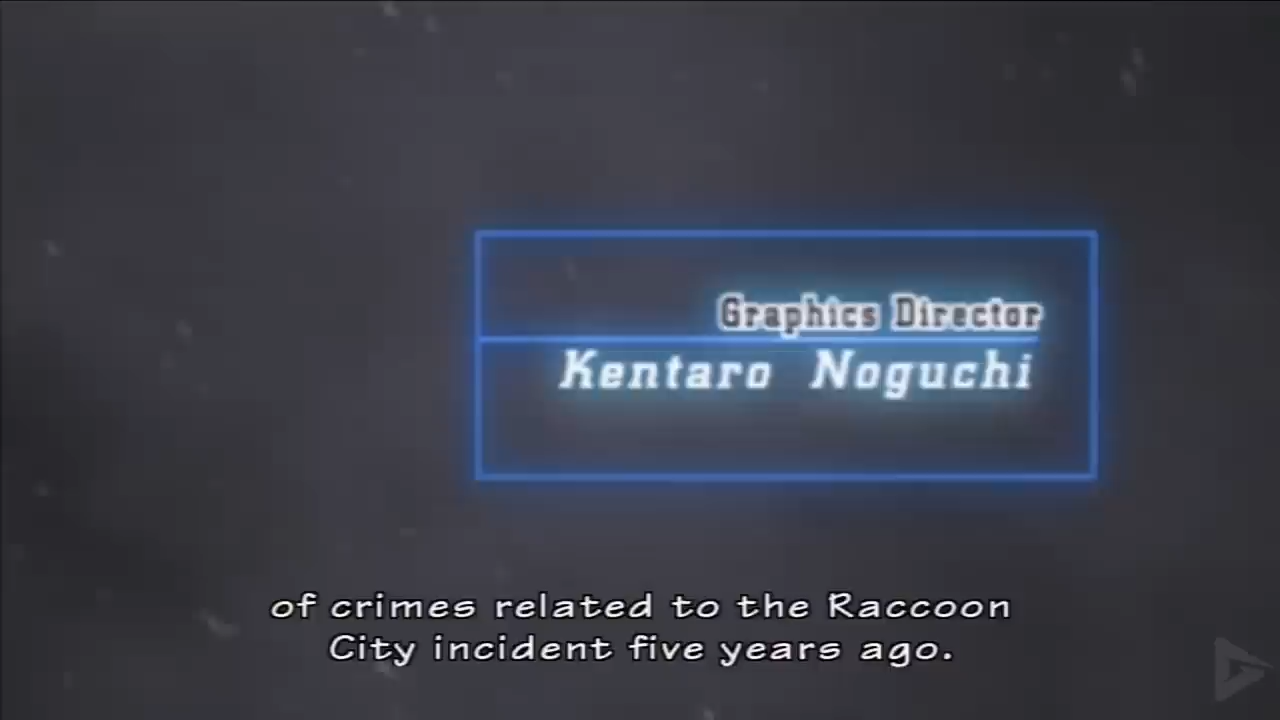 Graphics Director
Kentaro Noguchi
of crimes related to the Raccoon
City incident five years ago.